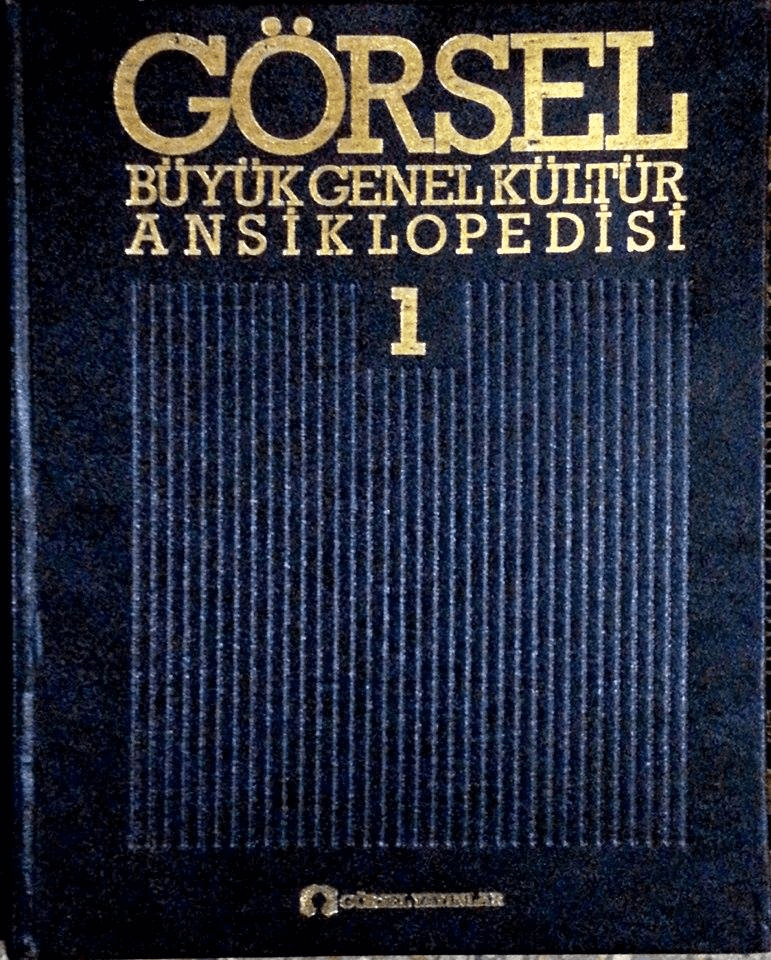 GÖRSEL
BÜYÜK GENEL KÜLTÜR
ANSİKLOPEDİSİ
1
GÖRSEL YAYINLAR